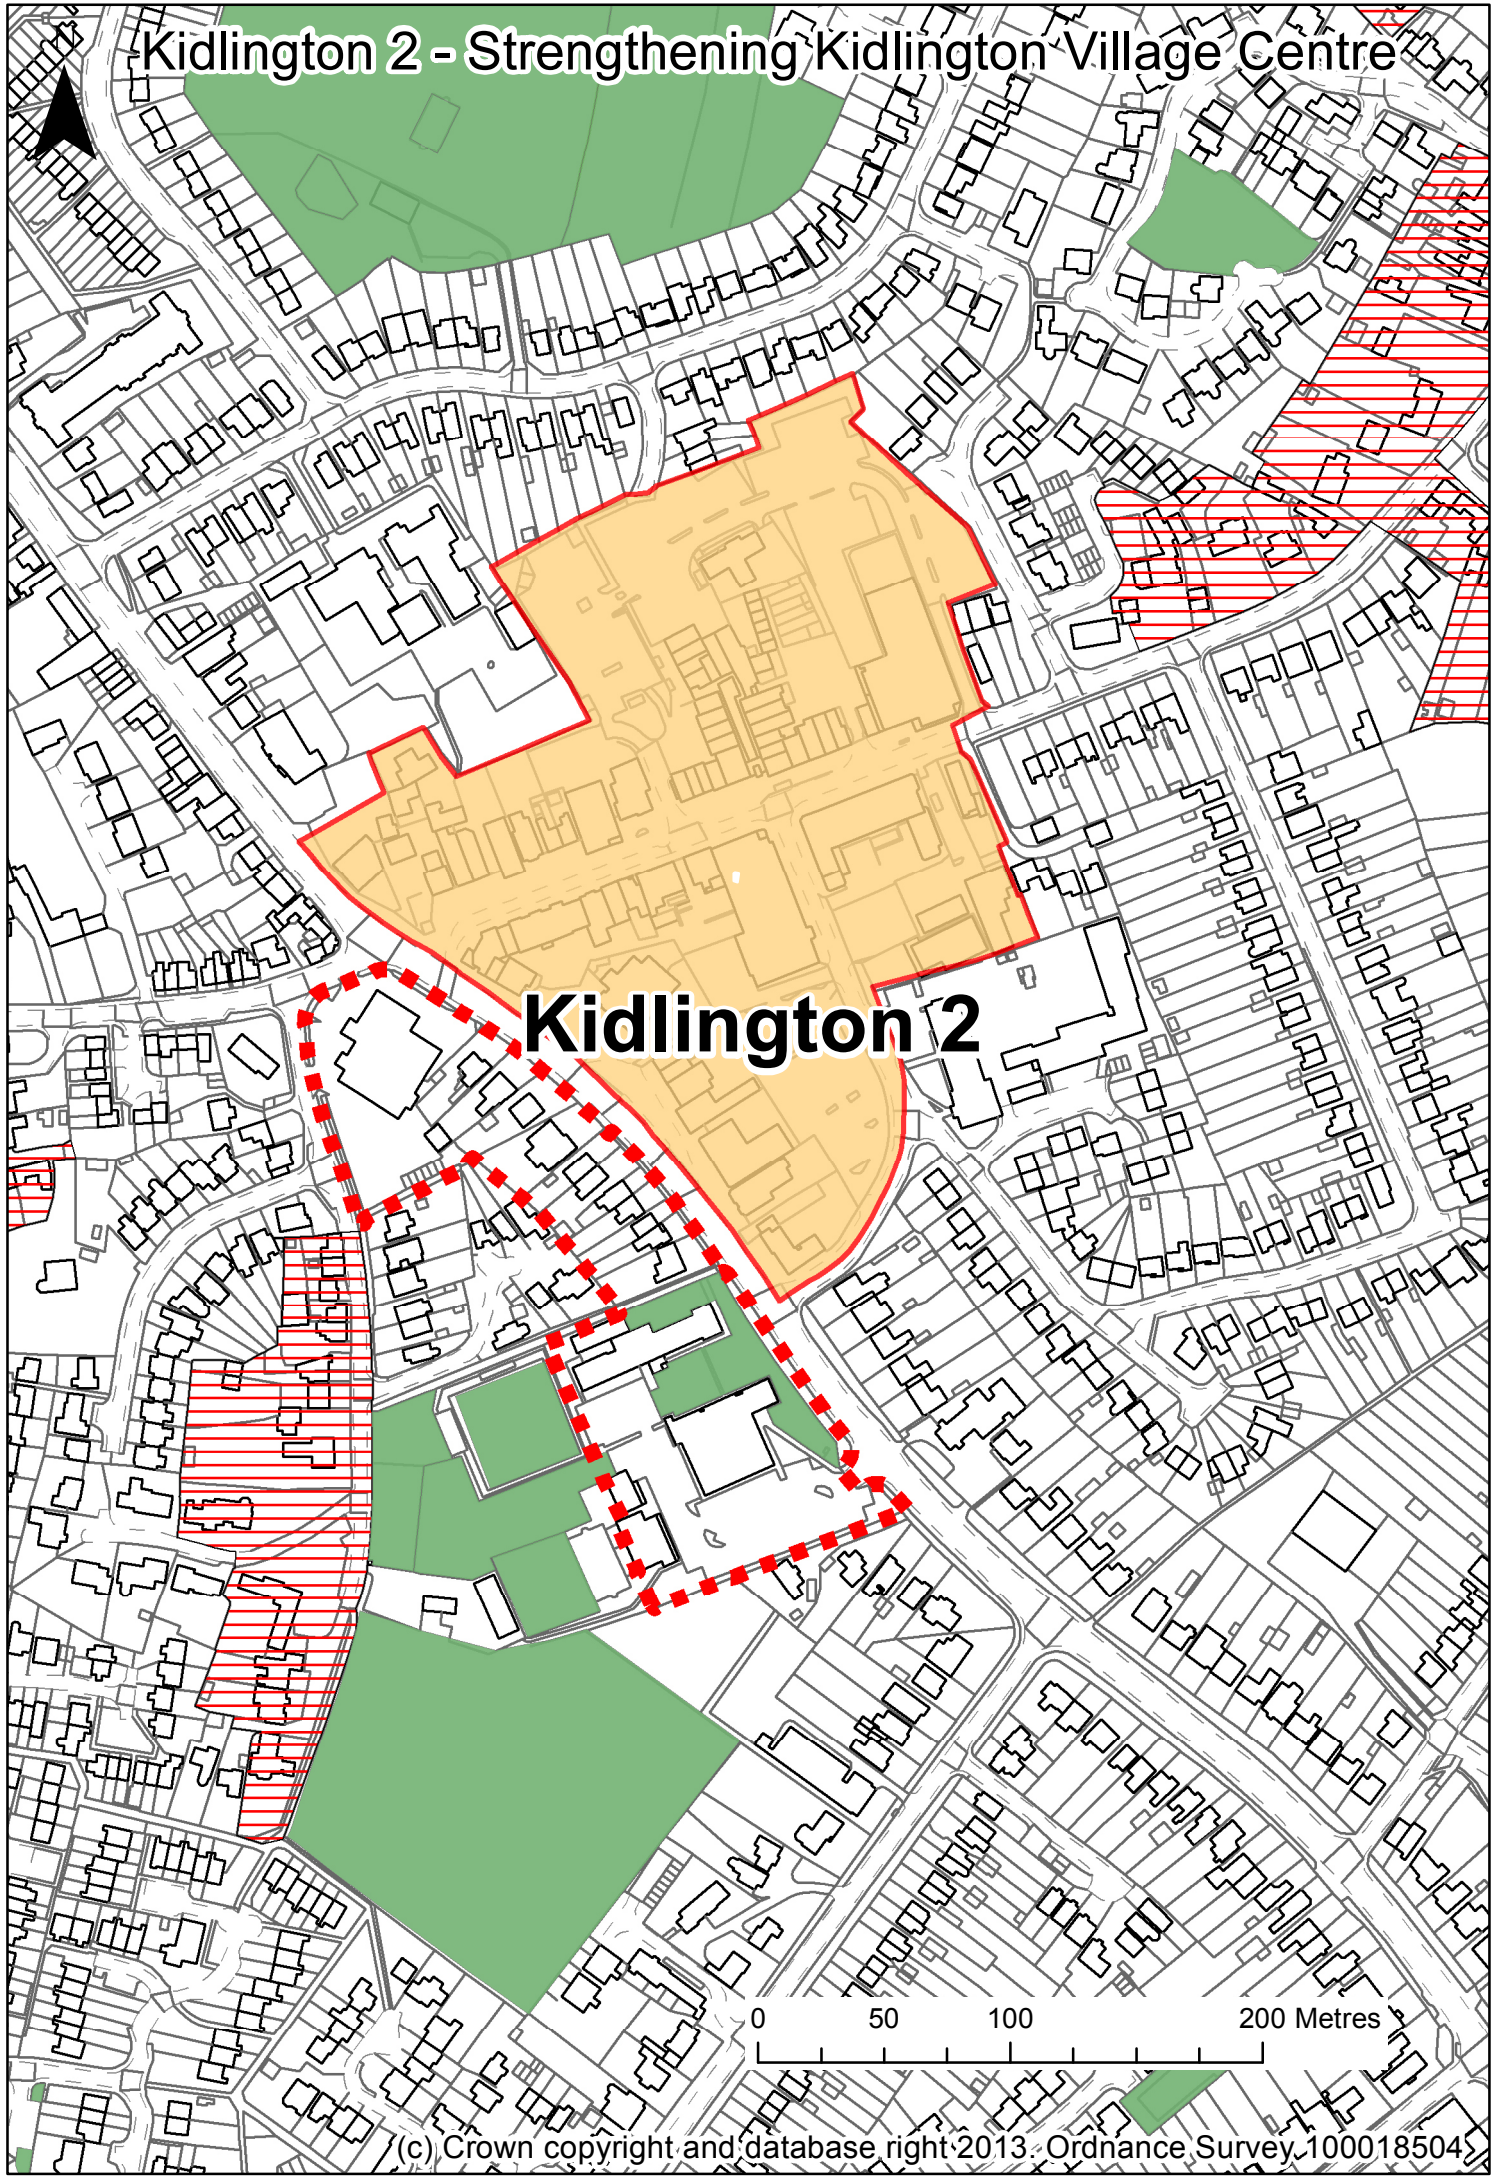 Kidlington 2 - Strengthening Kidlington Village Centre
Kidlington 2
0 50 100 200 Metres
(c) Crown copyright and database right 2013. Ordnance Survey 100018504